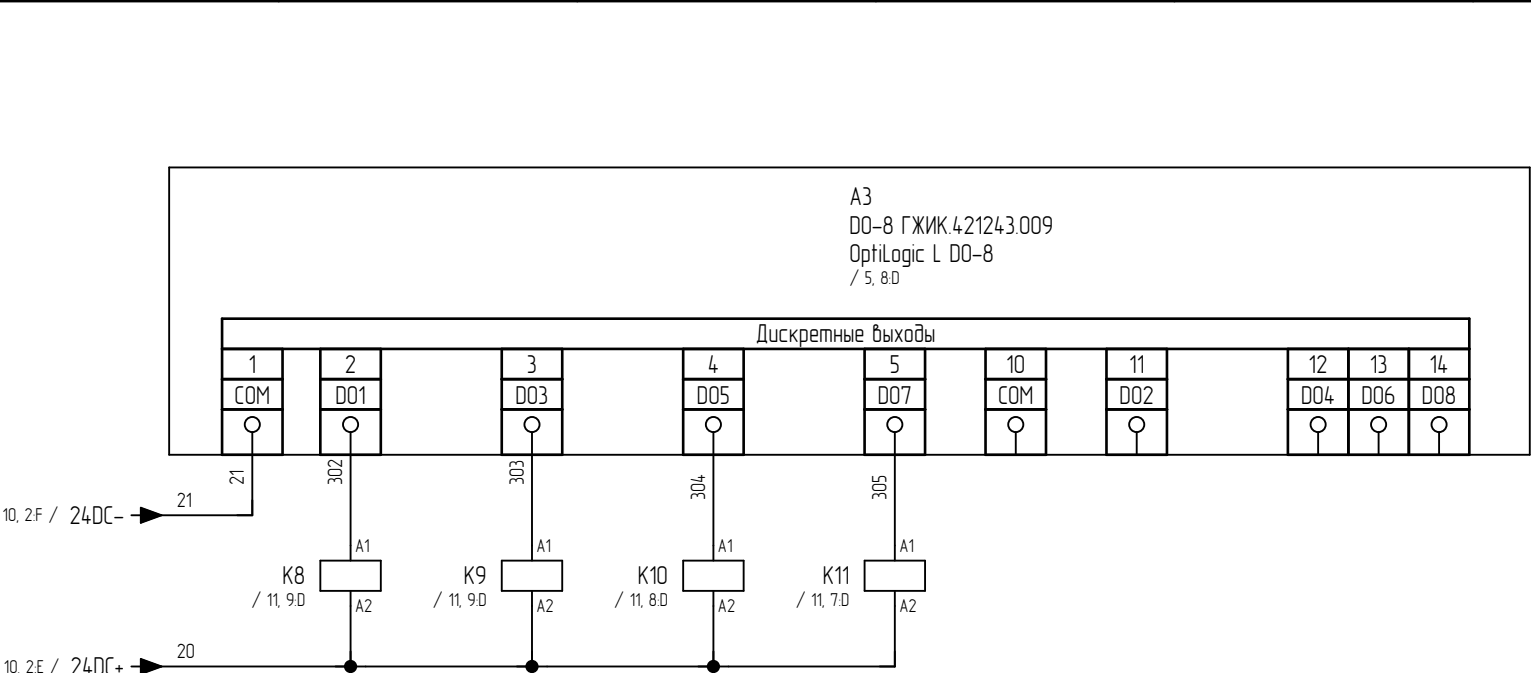 A3
DO-8 ГЖИК.421243.009
OptiLogic L DO-8
/ 5, 8:D
Дискретные выходы
1 2 3 4 5 10 11 12 13 14
COM DO1 DO3 DO5 DO7 COM DO2 DO4 DO6 DO8
21 302 303 304 305
10, 2:F / 24DC- 21
A1 A1 A1 A1
K8 K9 K10 K11
/ 11, 9:D / 11, 9:D / 11, 8:D / 11, 7:D
A2 A2 A2 A2
10, 2:E / 24DC+ 20